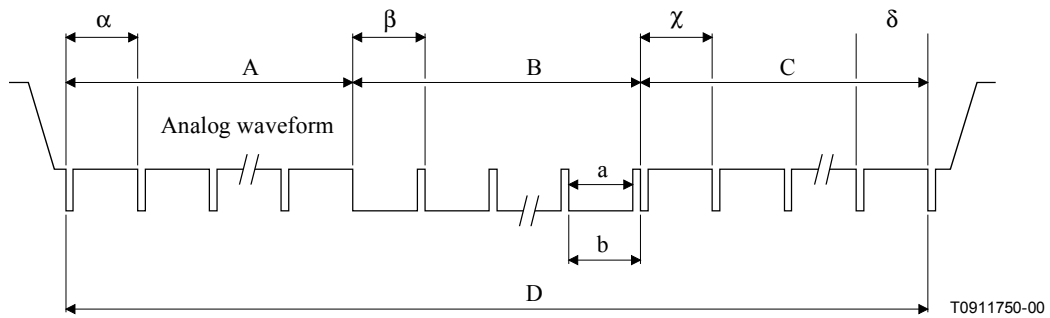 α β χ δ
A B C
Analog waveform
a
b
D
T0911750-00